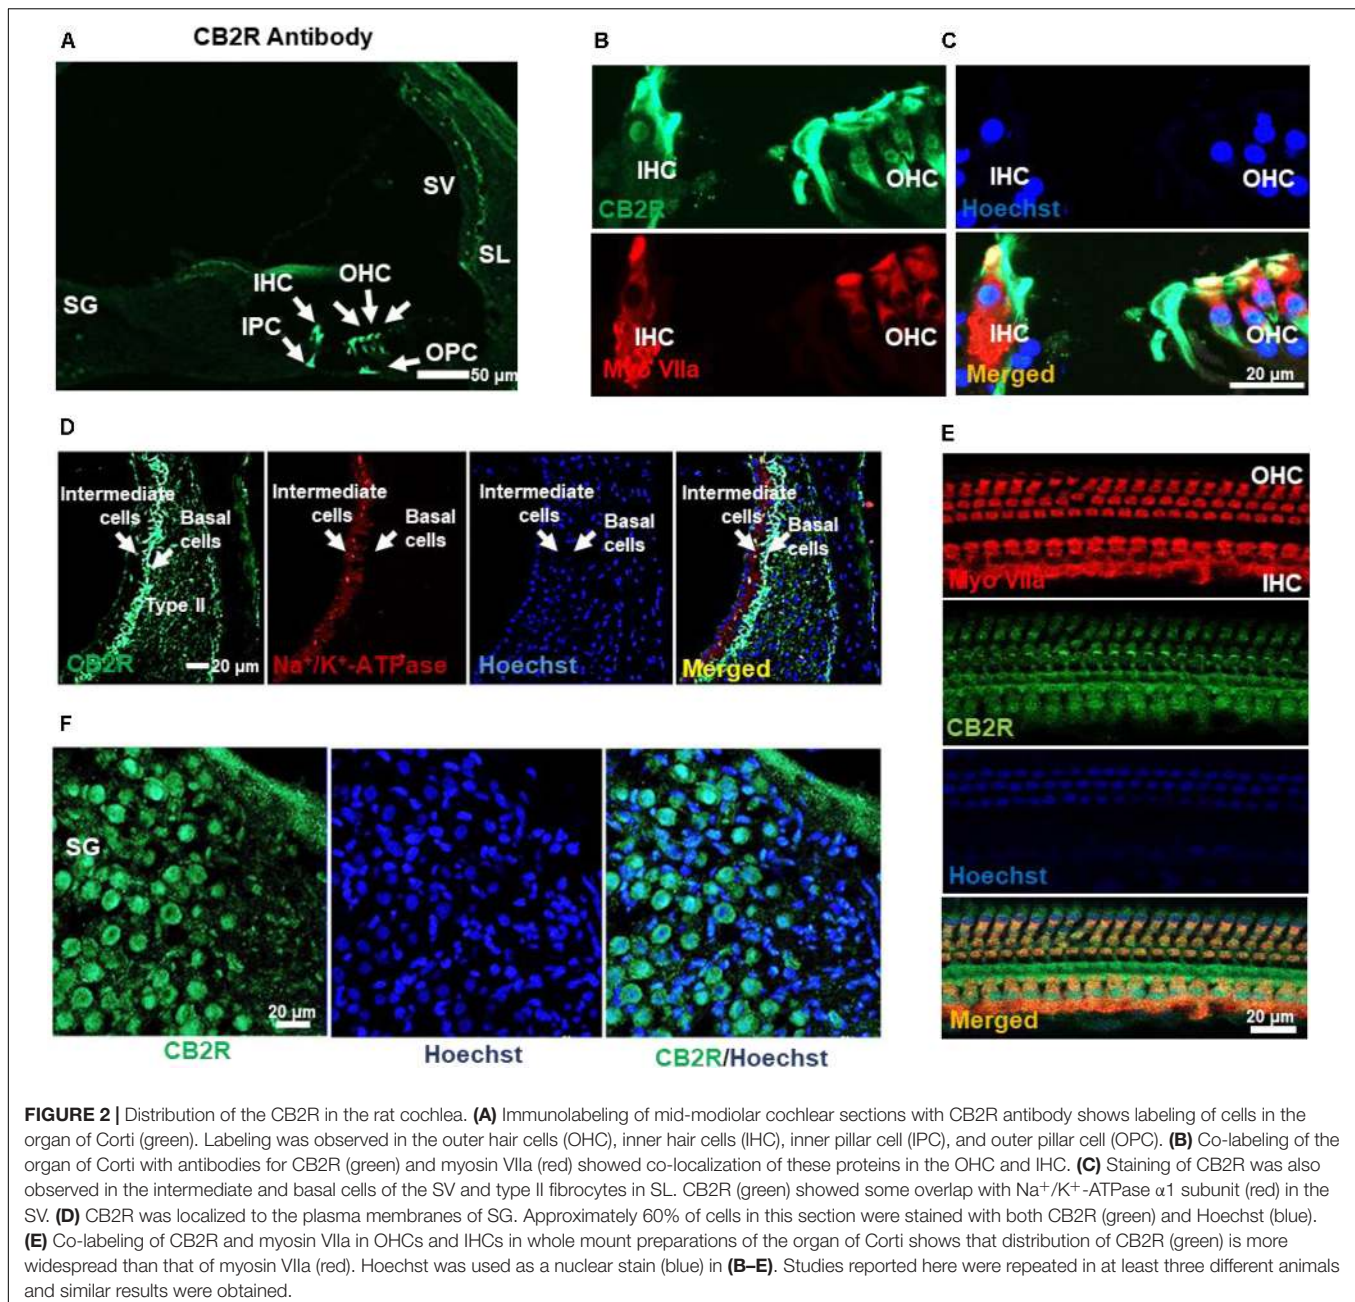 A
CB2R Antibody
SV
SL
SG
IHC
OHC
IPC
OPC
50 μm
B
IHC
OHC
CB2R
IHC
OHC
Myo VIIa
C
IHC
OHC
Hoechst
IHC
OHC
Merged
20 μm
D
Intermediate
cells
Basal
cells
Type II
CB2R
20 μm
Intermediate
cells
Basal
cells
Na⁺/K⁺-ATPase
Intermediate
cells
Basal
cells
Hoechst
Intermediate
cells
Basal
cells
Merged
E
OHC
Myo VIIa
IHC
CB2R
Hoechst
Merged
20 μm
F
SG
20 μm
CB2R
Hoechst
CB2R/Hoechst
FIGURE 2 | Distribution of the CB2R in the rat cochlea. (A) Immunolabeling of mid-modiolar cochlear sections with CB2R antibody shows labeling of cells in the
organ of Corti (green). Labeling was observed in the outer hair cells (OHC), inner hair cells (IHC), inner pillar cell (IPC), and outer pillar cell (OPC). (B) Co-labeling of the
organ of Corti with antibodies for CB2R (green) and myosin VIIa (red) showed co-localization of these proteins in the OHC and IHC. (C) Staining of CB2R was also
observed in the intermediate and basal cells of the SV and type II fibrocytes in SL. CB2R (green) showed some overlap with Na⁺/K⁺-ATPase α1 subunit (red) in the
SV. (D) CB2R was localized to the plasma membranes of SG. Approximately 60% of cells in this section were stained with both CB2R (green) and Hoechst (blue).
(E) Co-labeling of CB2R and myosin VIIa in OHCs and IHCs in whole mount preparations of the organ of Corti shows that distribution of CB2R (green) is more
widespread than that of myosin VIIa (red). Hoechst was used as a nuclear stain (blue) in (B–E). Studies reported here were repeated in at least three different animals
and similar results were obtained.